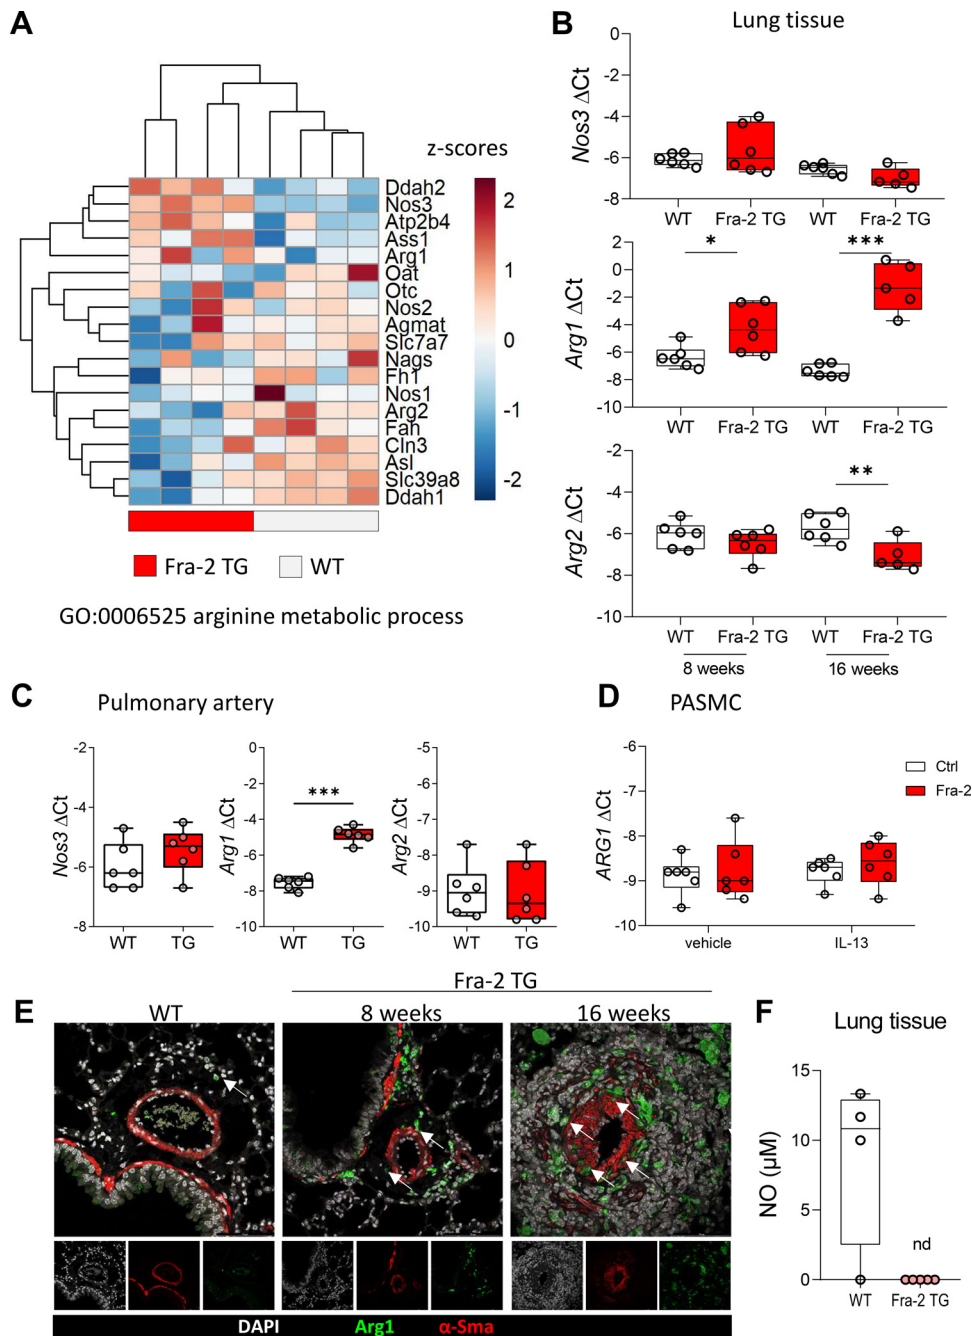 A
z-scores
Ddah2
Nos3
Atp2b4
Ass1
Arg1
Oat
Otc
Nos2
Agmat
Slc7a7
Nags
Fh1
Nos1
Arg2
Fah
Cln3
Asl
Slc39a8
Ddah1
2
1
0
-1
-2
Fra-2 TG
WT
GO:0006525 arginine metabolic process
B
Lung tissue
Nos3 ΔCt
0
-4
-6
-8
WT
Fra-2 TG
WT
Fra-2 TG
Arg1 ΔCt
2
0
-2
-4
-6
-8
-10
*
***
WT
Fra-2 TG
WT
Fra-2 TG
Arg2 ΔCt
0
-2
-4
-6
-8
-10
**
WT
Fra-2 TG
WT
Fra-2 TG
8 weeks
16 weeks
C
Pulmonary artery
Nos3 ΔCt
-2
-4
-6
-8
WT
TG
Arg1 ΔCt
0
-2
-4
-6
-8
-10
***
WT
TG
Arg2 ΔCt
-5
-6
-7
-8
-9
-10
WT
TG
D
PASMC
ARG1 ΔCt
-6
-7
-8
-9
-10
vehicle
IL-13
Ctrl
Fra-2
E
Fra-2 TG
WT
8 weeks
16 weeks
DAPI
Arg1
α-Sma
F
Lung tissue
NO (µM)
15
10
5
0
nd
WT
Fra-2 TG